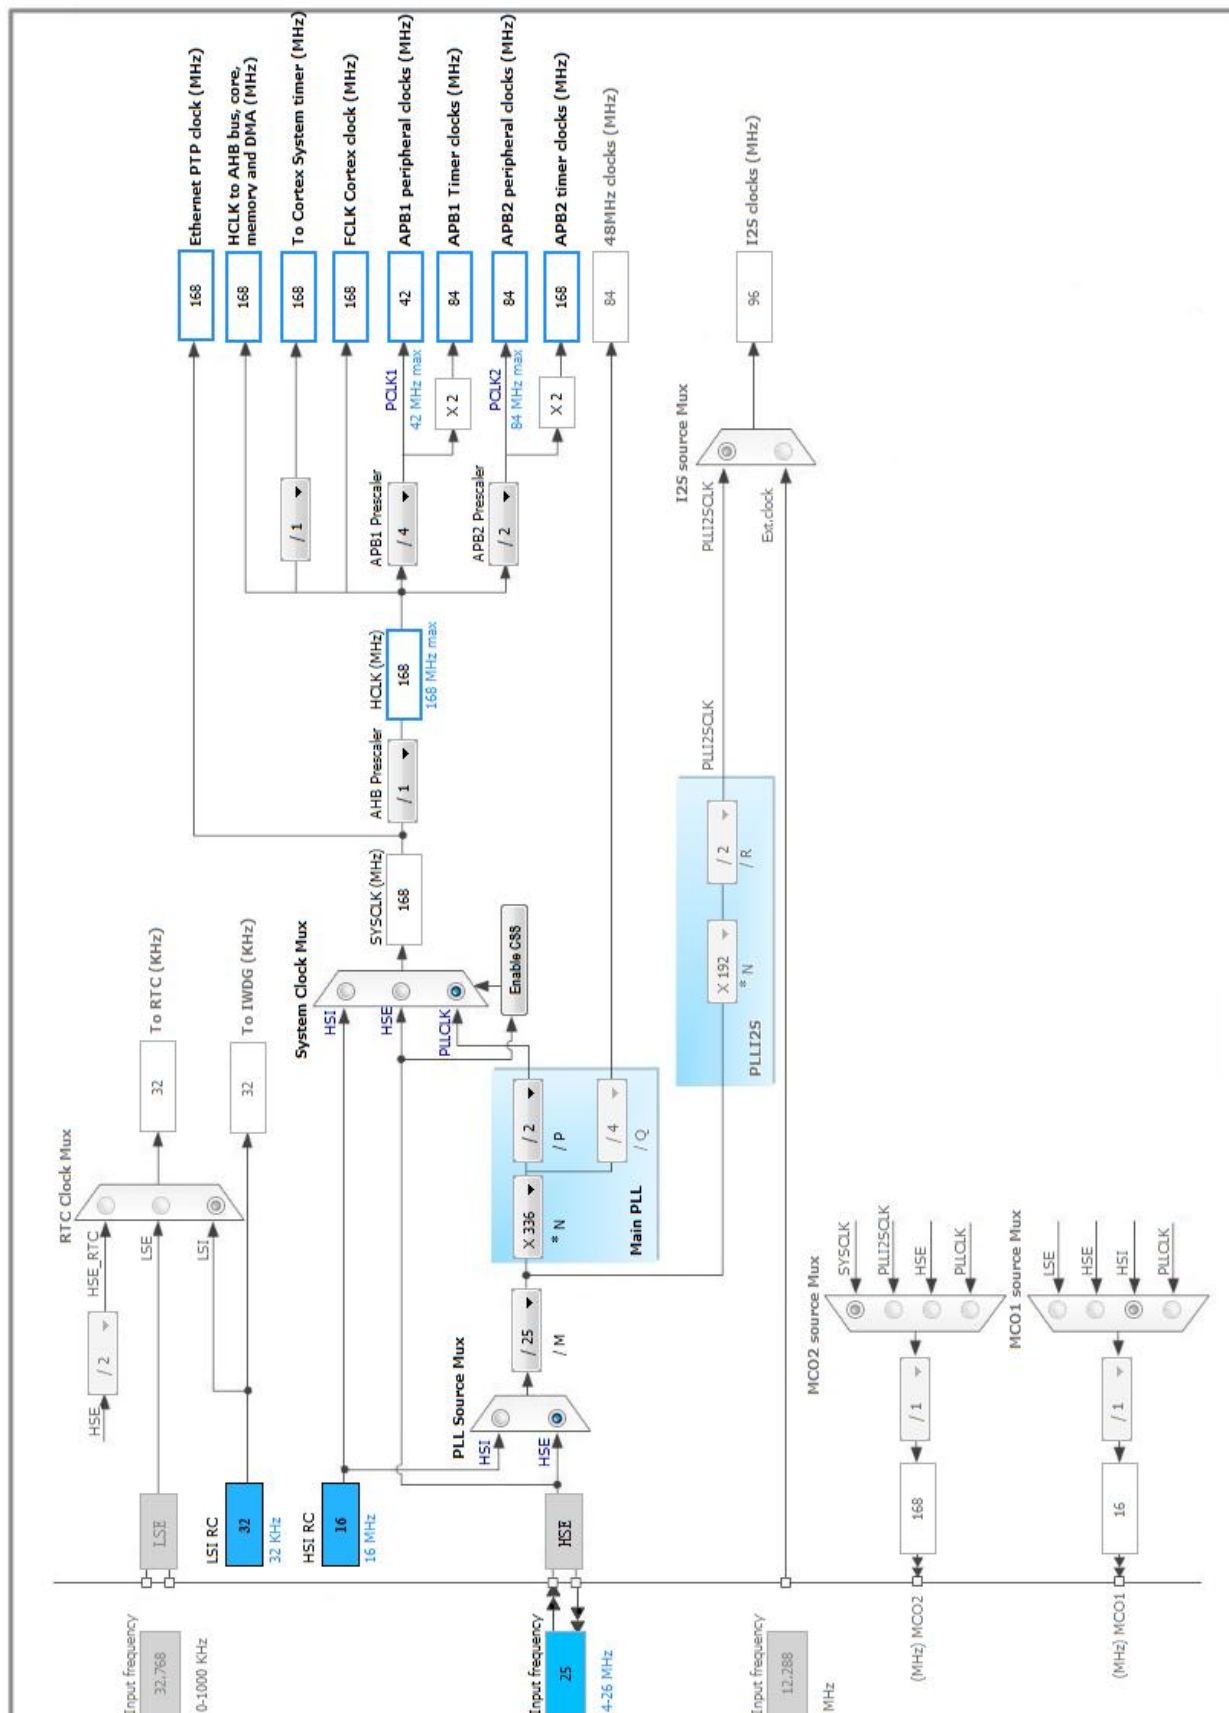 Input frequency
32.768
0-1000 KHz
LSE
HSE
/ 2
HSE_RTC
LSE
LSI
RTC Clock Mux
32
To RTC (KHz)
LSI RC
32
32 KHz
32
To IWDG (KHz)
HSI RC
16
16 MHz
System Clock Mux
HSI
HSE
PLLCLK
Enable CSS
SYSCLK (MHz)
168
AHB Prescaler
/ 1
HCLK (MHz)
168
168 MHz max
168
Ethernet PTP clock (MHz)
168
HCLK to AHB bus, core,
memory and DMA (MHz)
/ 1
168
To Cortex System timer (MHz)
168
FCLK Cortex clock (MHz)
APB1 Prescaler
/ 4
PCLK1
42 MHz max
42
APB1 peripheral clocks (MHz)
X 2
84
APB1 Timer clocks (MHz)
APB2 Prescaler
/ 2
PCLK2
84 MHz max
84
APB2 peripheral clocks (MHz)
X 2
168
APB2 timer clocks (MHz)
84
48MHz clocks (MHz)
Input frequency
25
4-26 MHz
HSE
PLL Source Mux
HSI
HSE
/ 25
/ M
X 336
* N
/ 2
/ P
/ 4
/ Q
Main PLL
X 192
* N
/ 2
/ R
PLLI2S
PLLI2SCLK
PLLI2SCLK
Ext.clock
I2S source Mux
96
I2S clocks (MHz)
Input frequency
12.288
MHz
MCO2 source Mux
SYSCLK
PLLI2SCLK
HSE
PLLCLK
/ 1
168
(MHz) MCO2
MCO1 source Mux
LSE
HSE
HSI
PLLCLK
/ 1
16
(MHz) MCO1